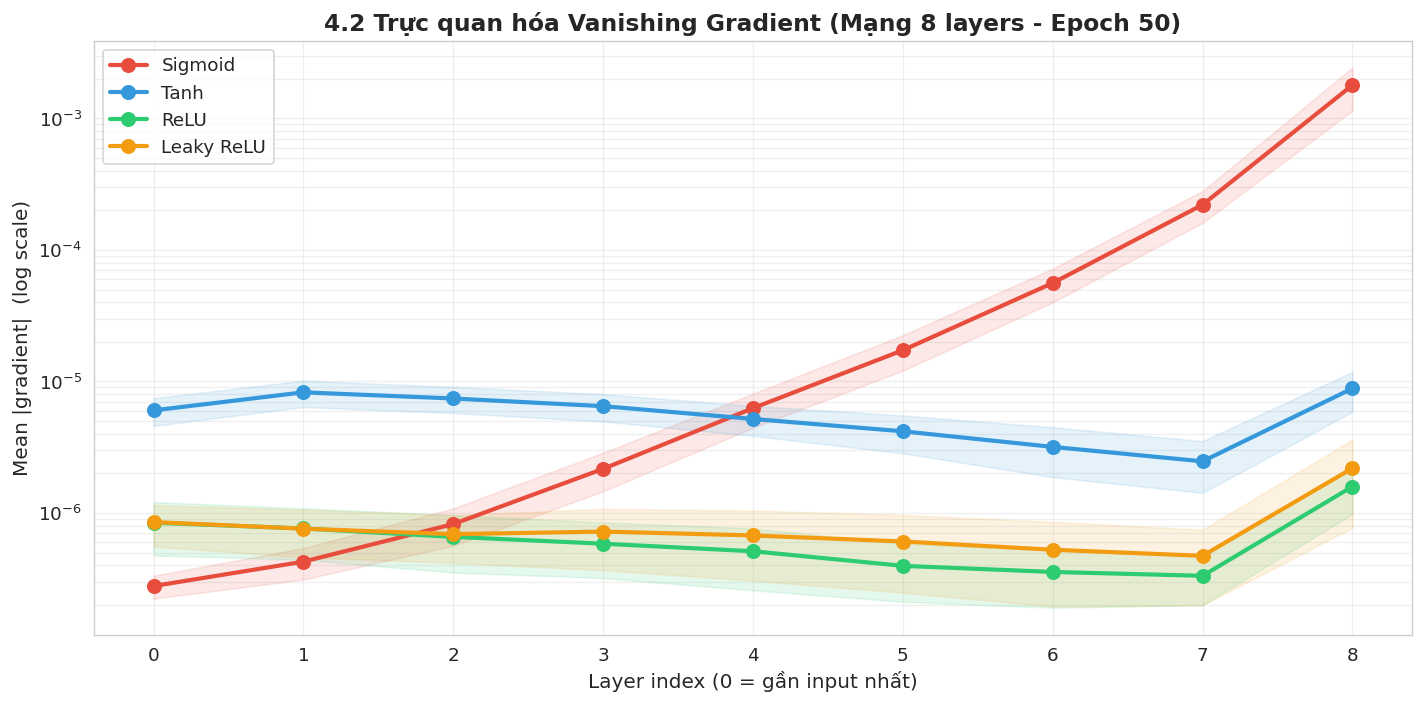 4.2 Trực quan hóa Vanishing Gradient (Mạng 8 layers - Epoch 50)
Sigmoid
Tanh
ReLU
Leaky ReLU
Mean |gradient| (log scale)
10⁻³
10⁻⁴
10⁻⁵
10⁻⁶
0 1 2 3 4 5 6 7 8
Layer index (0 = gần input nhất)